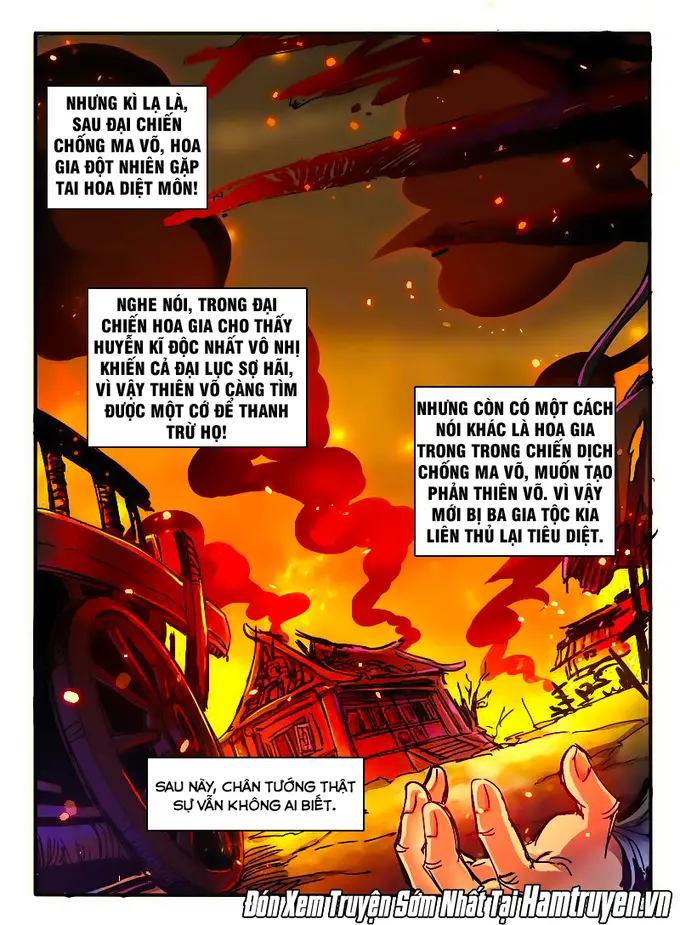 NHƯNG KÌ LẠ LÀ,
SAU ĐẠI CHIẾN
CHỐNG MA VÕ, HOA
GIA ĐỘT NHIÊN GẶP
TAI HOA DIỆT MÔN!
NGHE NÓI, TRONG ĐẠI
CHIẾN HOA GIA CHO THẤY
HUYỄN KĨ ĐỘC NHẤT VÔ NHỊ
KHIẾN CẢ ĐẠI LỤC SỢ HÃI,
VÌ VẬY THIÊN VÕ CÀNG TÌM
ĐƯỢC MỘT CỚ ĐỂ THANH
TRỪ HỌ!
NHƯNG CÒN CÓ MỘT CÁCH
NÓI KHÁC LÀ HOA GIA
TRONG TRONG CHIẾN DỊCH
CHỐNG MA VÕ, MUỐN TẠO
PHẢN THIÊN VÕ. VÌ VẬY
MỚI BỊ BA GIA TỘC KIA
LIÊN THỦ LẠI TIÊU DIỆT.
SAU NÀY, CHÂN TƯỚNG THẬT
SỰ VẪN KHÔNG AI BIẾT.
Đón Xem Truyện Sớm Nhất Tại Hamtruyen.vn